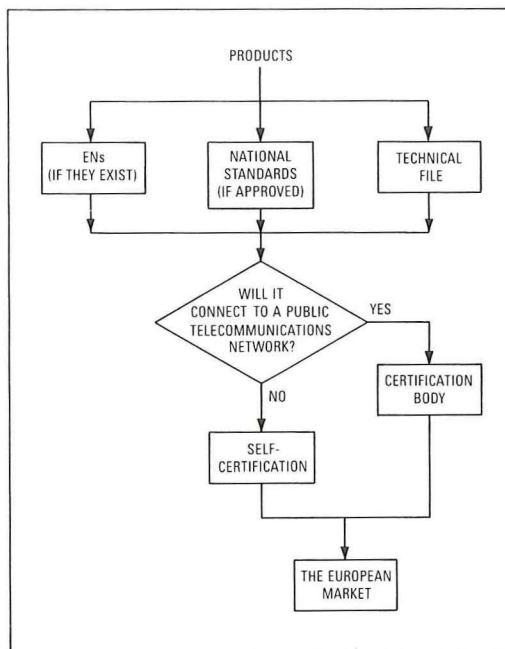 PRODUCTS
ENs
(IF THEY EXIST)
NATIONAL
STANDARDS
(IF APPROVED)
TECHNICAL
FILE
WILL IT
CONNECT TO A PUBLIC
TELECOMMUNICATIONS
NETWORK?
YES
NO
CERTIFICATION
BODY
SELF-
CERTIFICATION
THE EUROPEAN
MARKET